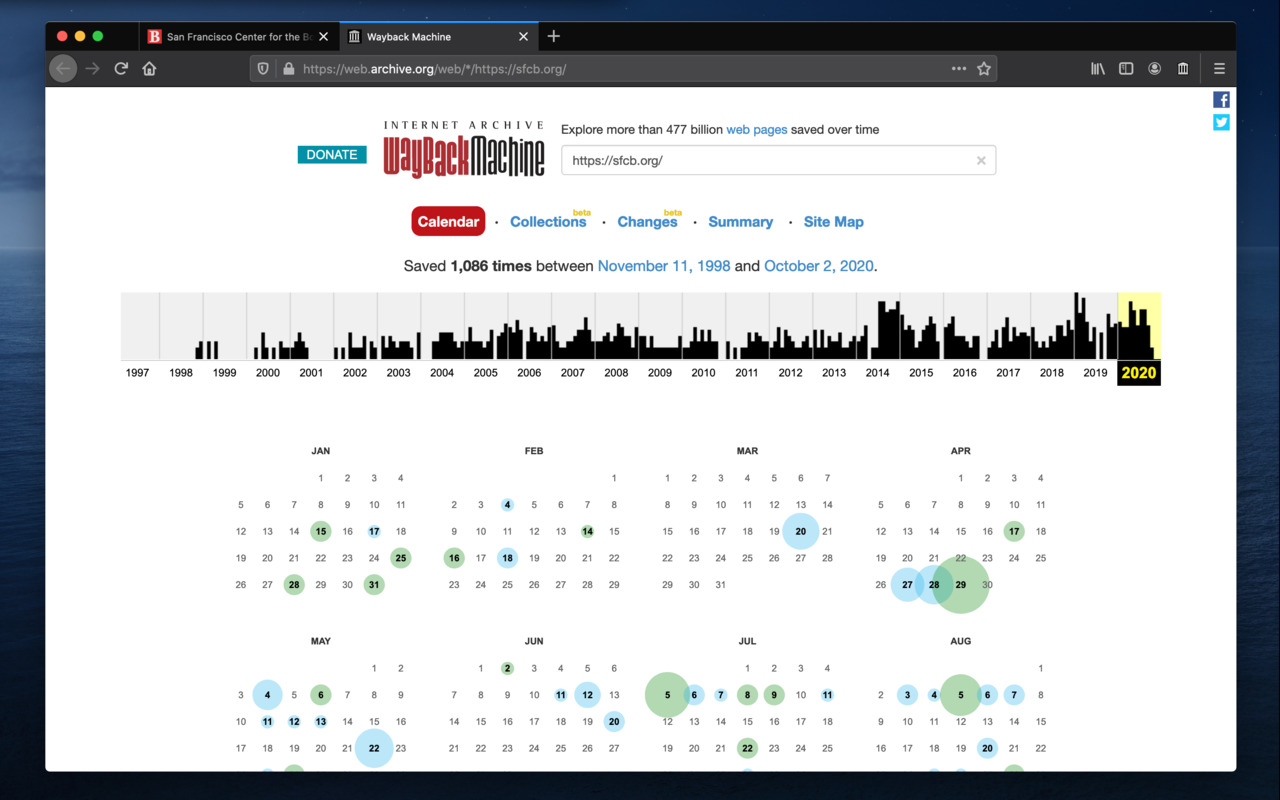 San Francisco Center for the Bo
Wayback Machine
https://web.archive.org/web/*/https://sfcb.org/
INTERNET ARCHIVE
WayBackMachine
DONATE
Explore more than 477 billion web pages saved over time
https://sfcb.org/
Calendar · Collections beta · Changes beta · Summary · Site Map
Saved 1,086 times between November 11, 1998 and October 2, 2020.
1997 1998 1999 2000 2001 2002 2003 2004 2005 2006 2007 2008 2009 2010 2011 2012 2013 2014 2015 2016 2017 2018 2019 2020
JAN FEB MAR APR
1 2 3 4 1 1 2 3 4 5 6 7 1 2 3 4
5 6 7 8 9 10 11 2 3 4 5 6 7 8 8 9 10 11 12 13 14 5 6 7 8 9 10 11
12 13 14 15 16 17 18 9 10 11 12 13 14 15 15 16 17 18 19 20 21 12 13 14 15 16 17 18
19 20 21 22 23 24 25 16 17 18 19 20 21 22 22 23 24 25 26 27 28 19 20 21 22 23 24 25
26 27 28 29 30 31 23 24 25 26 27 28 29 29 30 31 26 27 28 29 30
MAY JUN JUL AUG
1 2 1 2 3 4 5 6 1 2 3 4 1
3 4 5 6 7 8 9 7 8 9 10 11 12 13 5 6 7 8 9 10 11 2 3 4 5 6 7 8
10 11 12 13 14 15 16 14 15 16 17 18 19 20 12 13 14 15 16 17 18 9 10 11 12 13 14 15
17 18 19 20 21 22 23 21 22 23 24 25 26 27 19 20 21 22 23 24 25 16 17 18 19 20 21 22